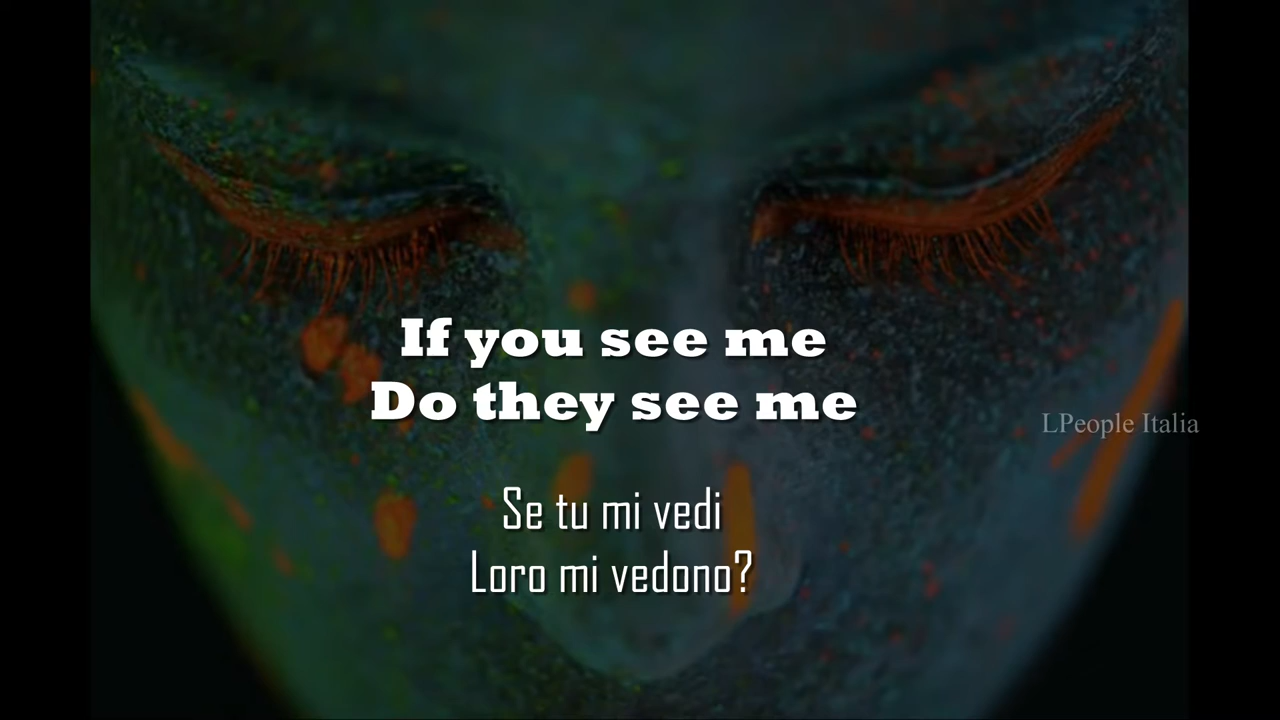 If you see me
Do they see me
LPeople Italia
Se tu mi vedi
Loro mi vedono?